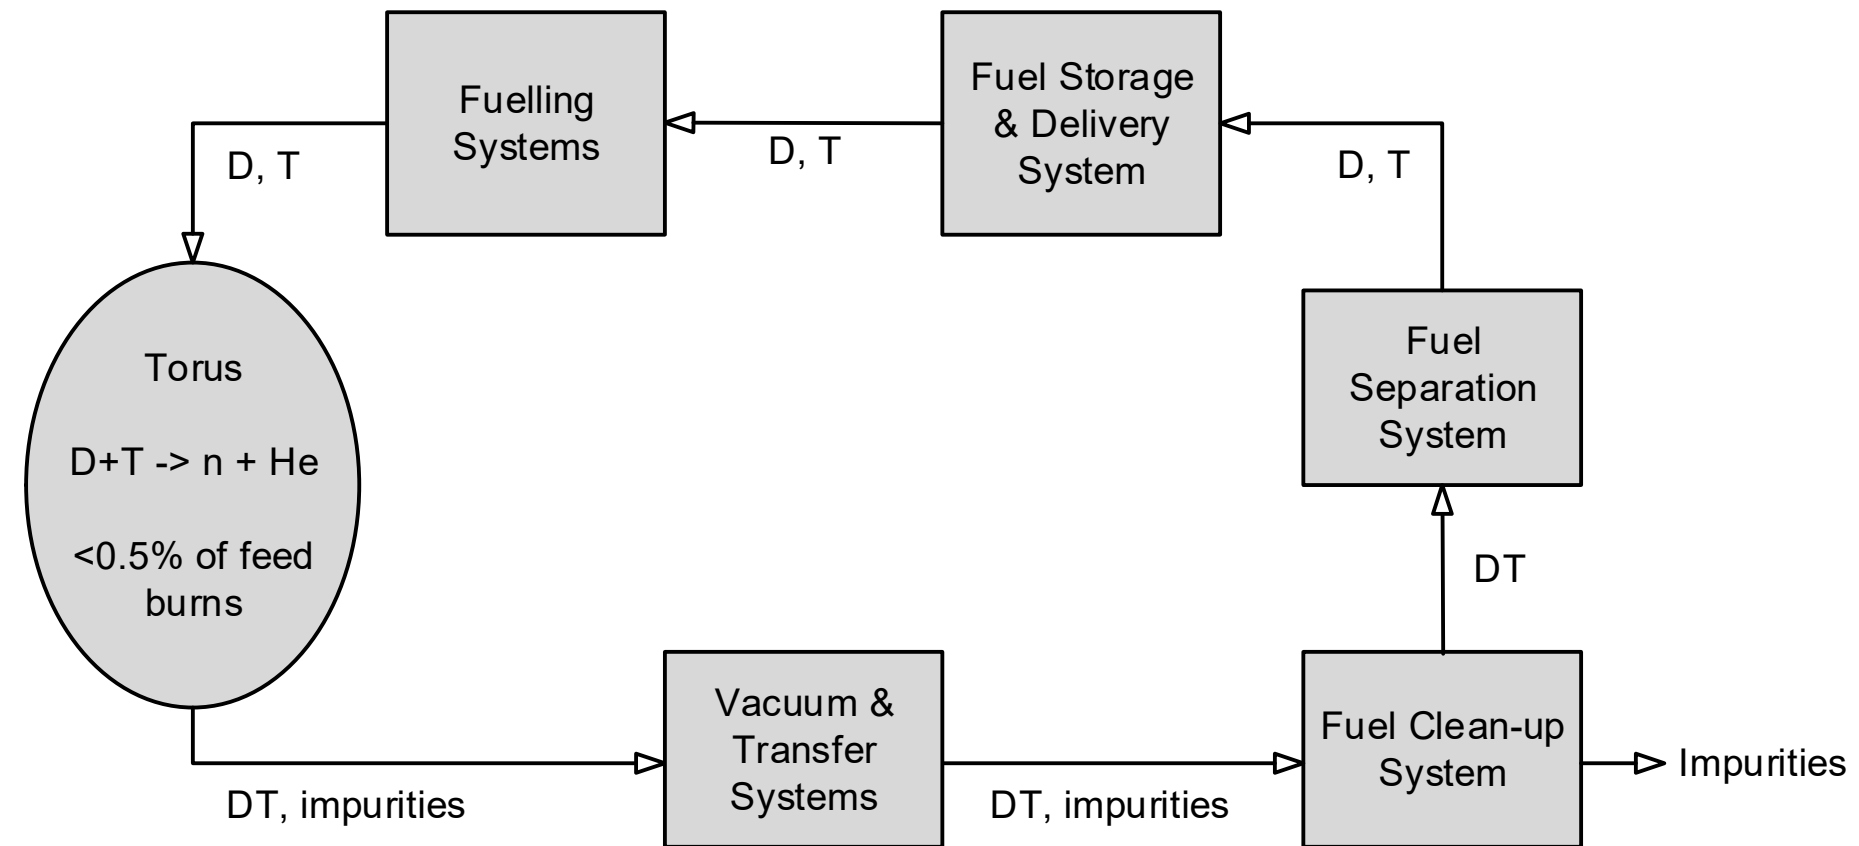 Fuelling
Systems
Fuel Storage
& Delivery
System
D, T
D, T
D, T
Torus
D+T -> n + He
<0.5% of feed
burns
Fuel
Separation
System
DT
Vacuum &
Transfer
Systems
Fuel Clean-up
System
Impurities
DT, impurities
DT, impurities